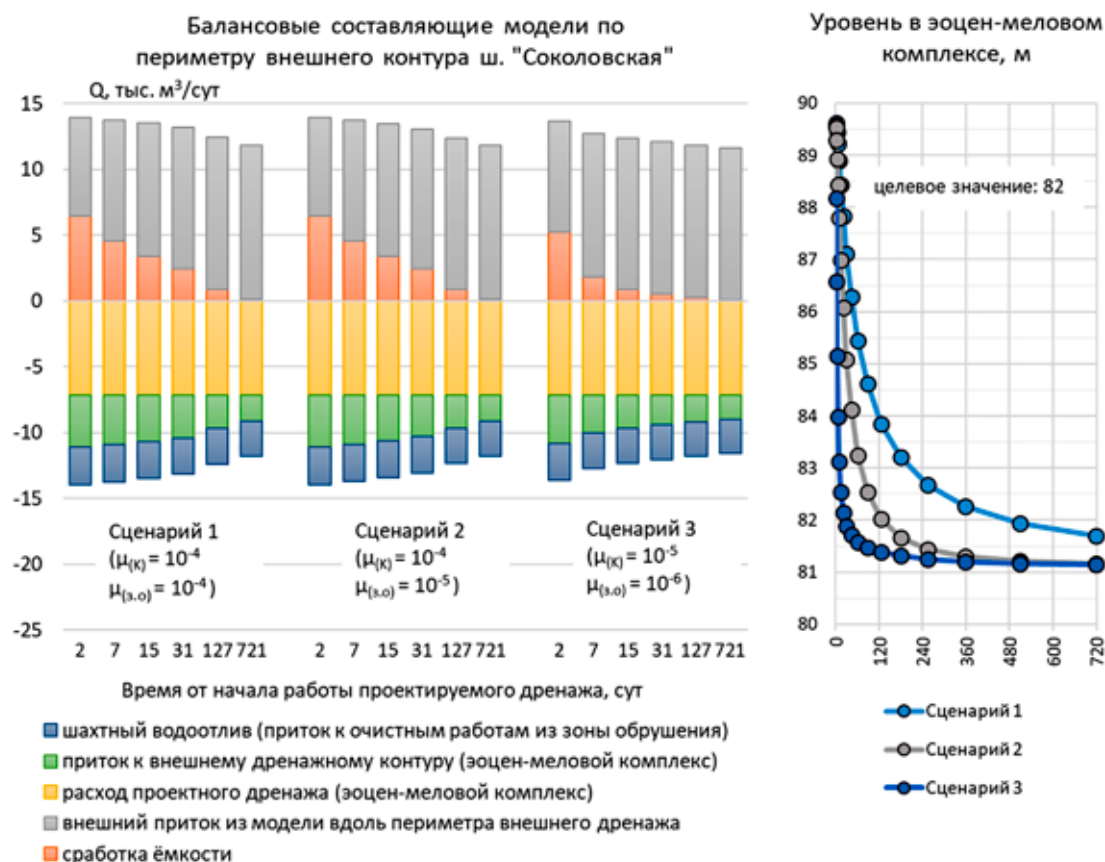 Балансовые составляющие модели по
периметру внешнего контура ш. "Соколовская"
Q, тыс. м³/сут
15
10
5
0
-5
-10
-15
-20
-25
Сценарий 1
(μ(К) = 10⁻⁴
μ(з.о) = 10⁻⁴)
Сценарий 2
(μ(К) = 10⁻⁴
μ(з.о) = 10⁻⁵)
Сценарий 3
(μ(К) = 10⁻⁵
μ(з.о) = 10⁻⁶)
2 7 15 31 127 721 2 7 15 31 127 721 2 7 15 31 127 721
Время от начала работы проектируемого дренажа, сут
шахтный водоотлив (приток к очистным работам из зоны обрушения)
приток к внешнему дренажному контуру (эоцен-меловой комплекс)
расход проектного дренажа (эоцен-меловой комплекс)
внешний приток из модели вдоль периметра внешнего дренажа
сработка ёмкости
Уровень в эоцен-меловом
комплексе, м
90
89
88
87
86
85
84
83
82
81
80
целевое значение: 82
0 120 240 360 480 600 720
Сценарий 1
Сценарий 2
Сценарий 3